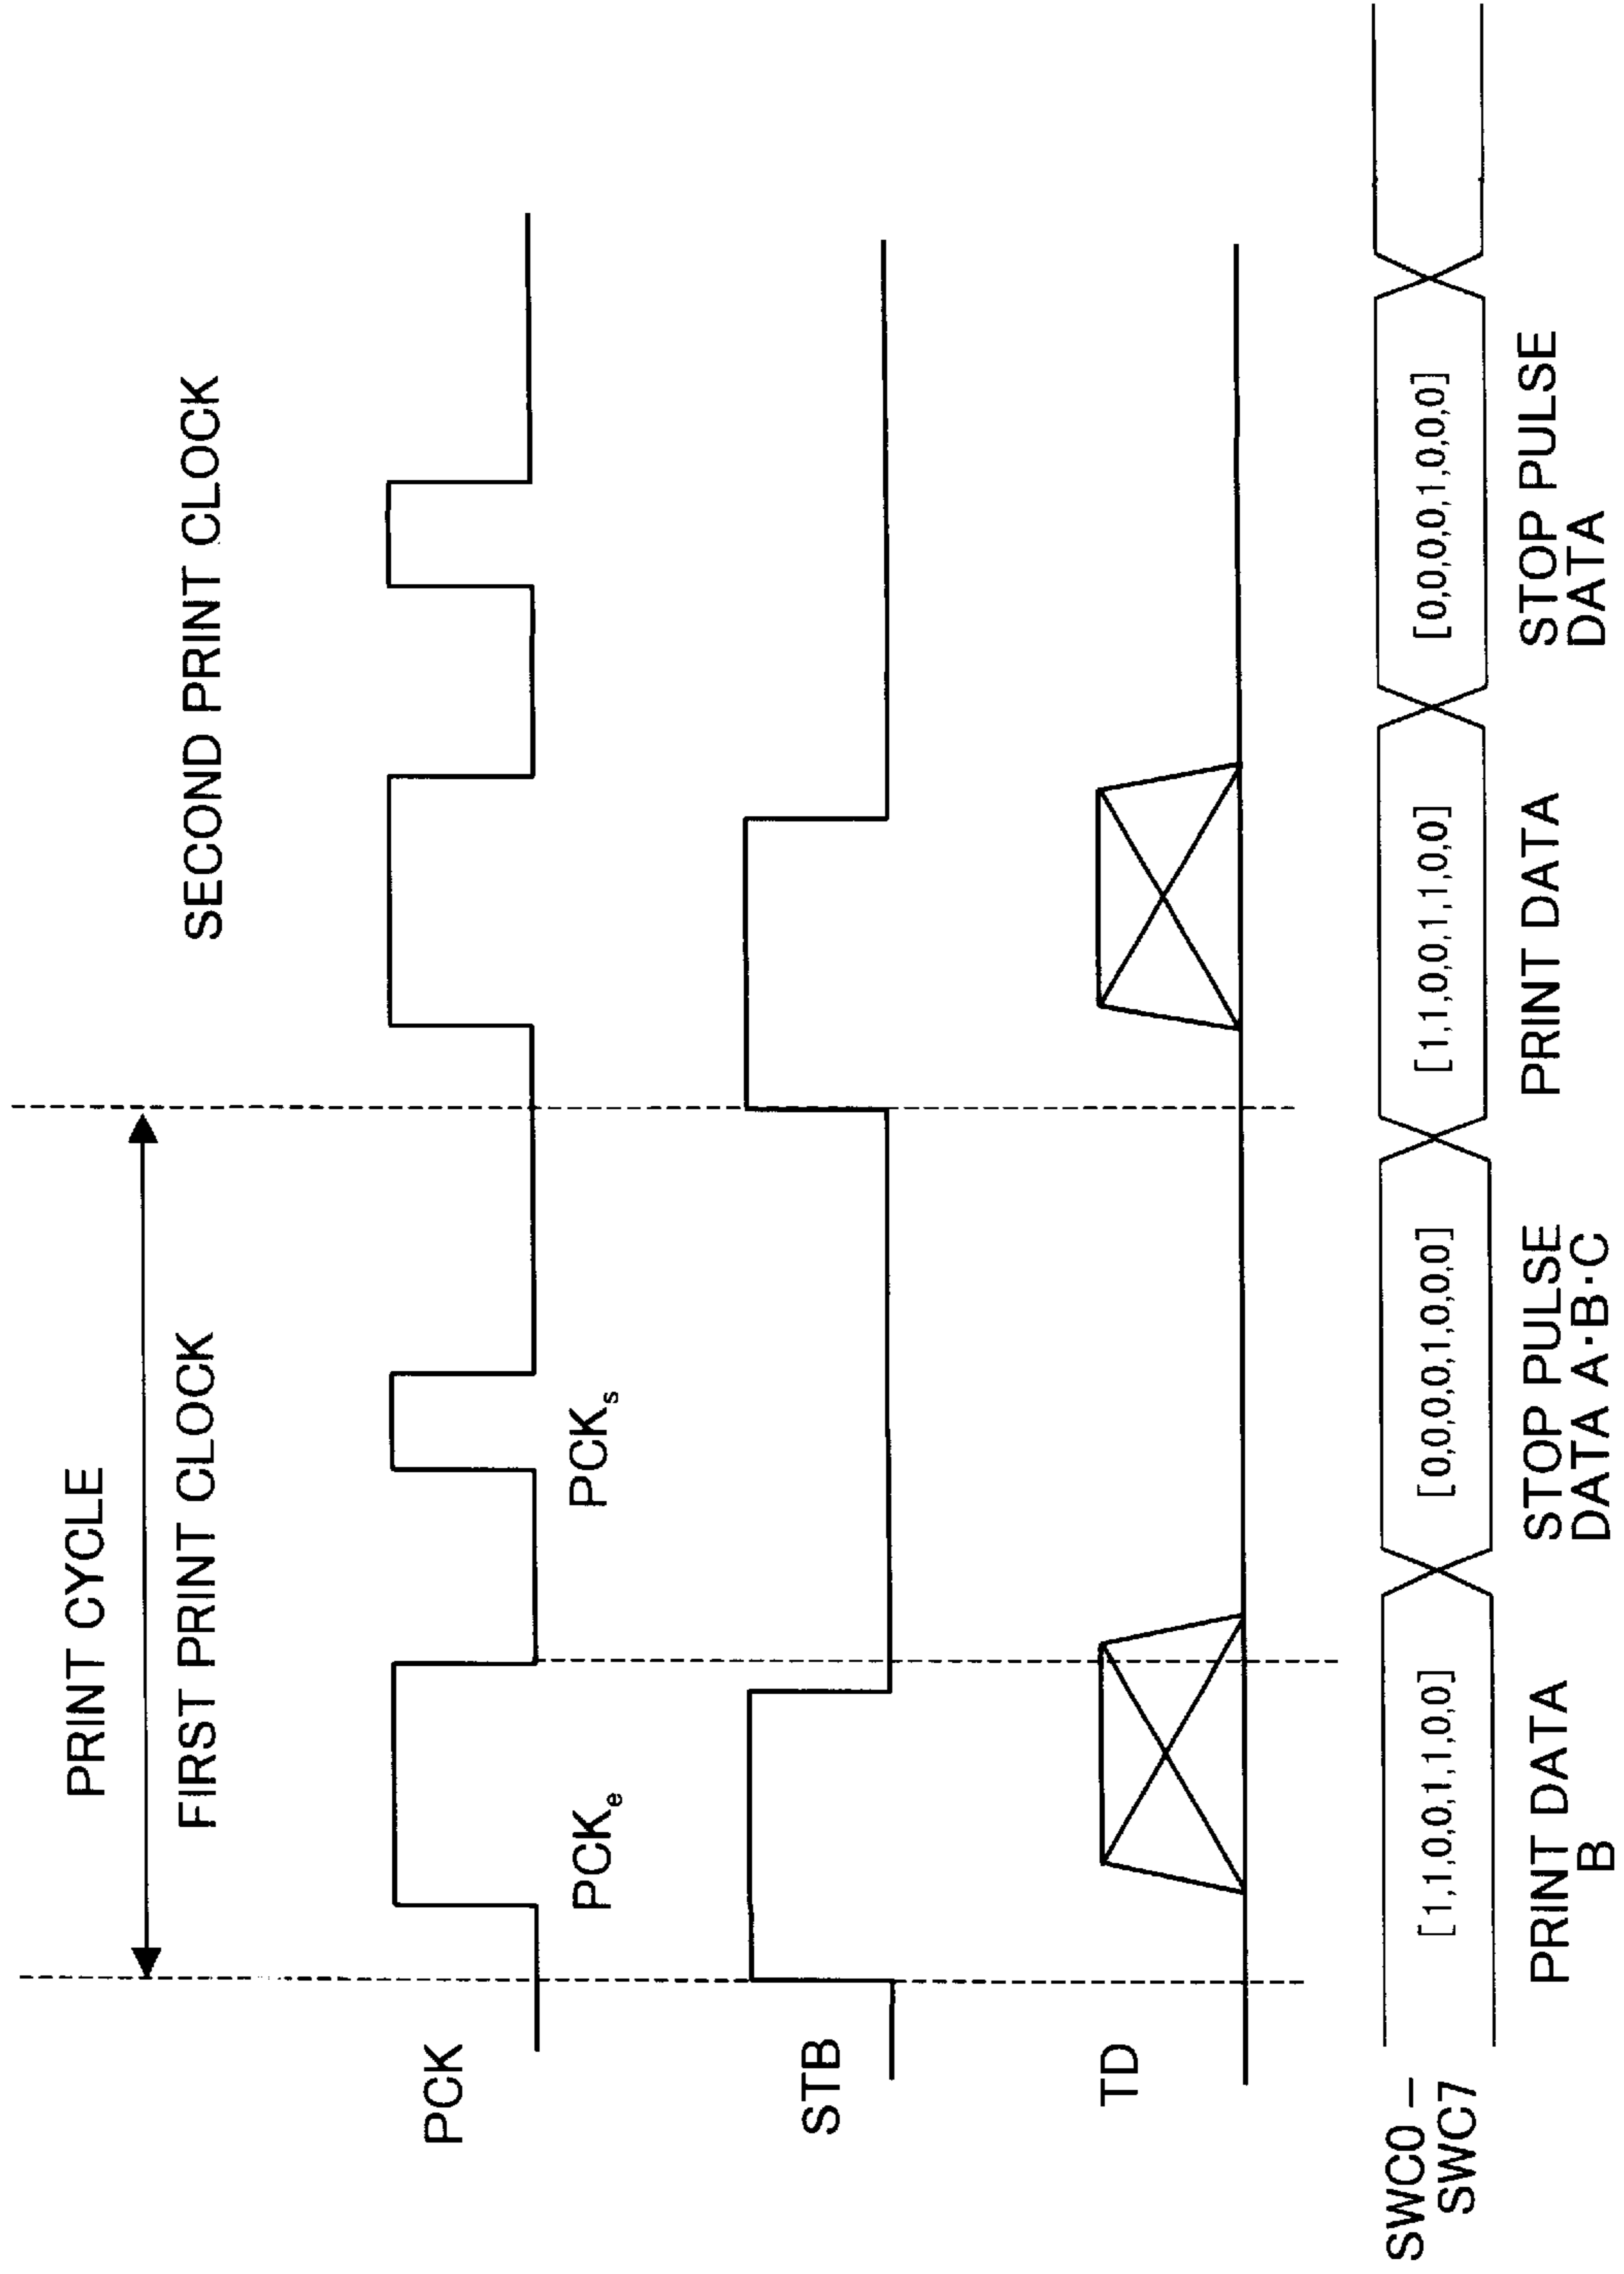 PRINT CYCLE
FIRST PRINT CLOCK
SECOND PRINT CLOCK
PCK
PCKe
PCKs
STB
TD
SWC0 –
SWC7
[1,1,0,0,1,1,0,0]
[0,0,0,0,1,0,0,0]
[1,1,0,0,1,1,0,0]
[0,0,0,0,1,0,0,0]
PRINT DATA
B
STOP PULSE
DATA A·B·C
PRINT DATA
STOP PULSE
DATA